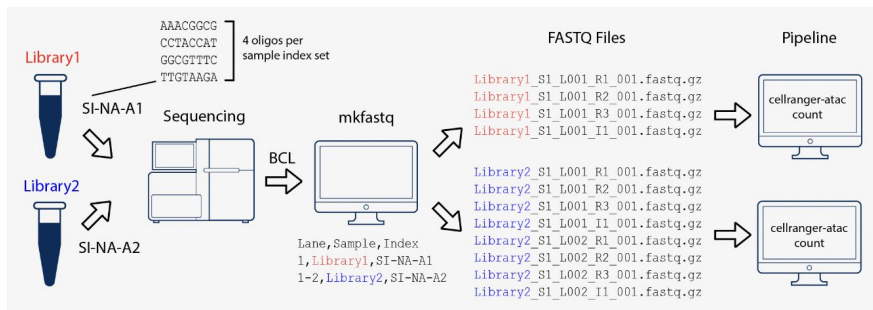 Library1
AAACGGCG
CCTACCAT
GGCGTTTC
TTGTAAGA
4 oligos per
sample index set
SI-NA-A1
Library2
SI-NA-A2
Sequencing
BCL
mkfastq
Lane,Sample,Index
1,Library1,SI-NA-A1
1-2,Library2,SI-NA-A2
FASTQ Files
Library1_S1_L001_R1_001.fastq.gz
Library1_S1_L001_R2_001.fastq.gz
Library1_S1_L001_R3_001.fastq.gz
Library1_S1_L001_I1_001.fastq.gz
Library2_S1_L001_R1_001.fastq.gz
Library2_S1_L001_R2_001.fastq.gz
Library2_S1_L001_R3_001.fastq.gz
Library2_S1_L001_I1_001.fastq.gz
Library2_S1_L002_R1_001.fastq.gz
Library2_S1_L002_R2_001.fastq.gz
Library2_S1_L002_R3_001.fastq.gz
Library2_S1_L002_I1_001.fastq.gz
Pipeline
cellranger-atac
count
cellranger-atac
count